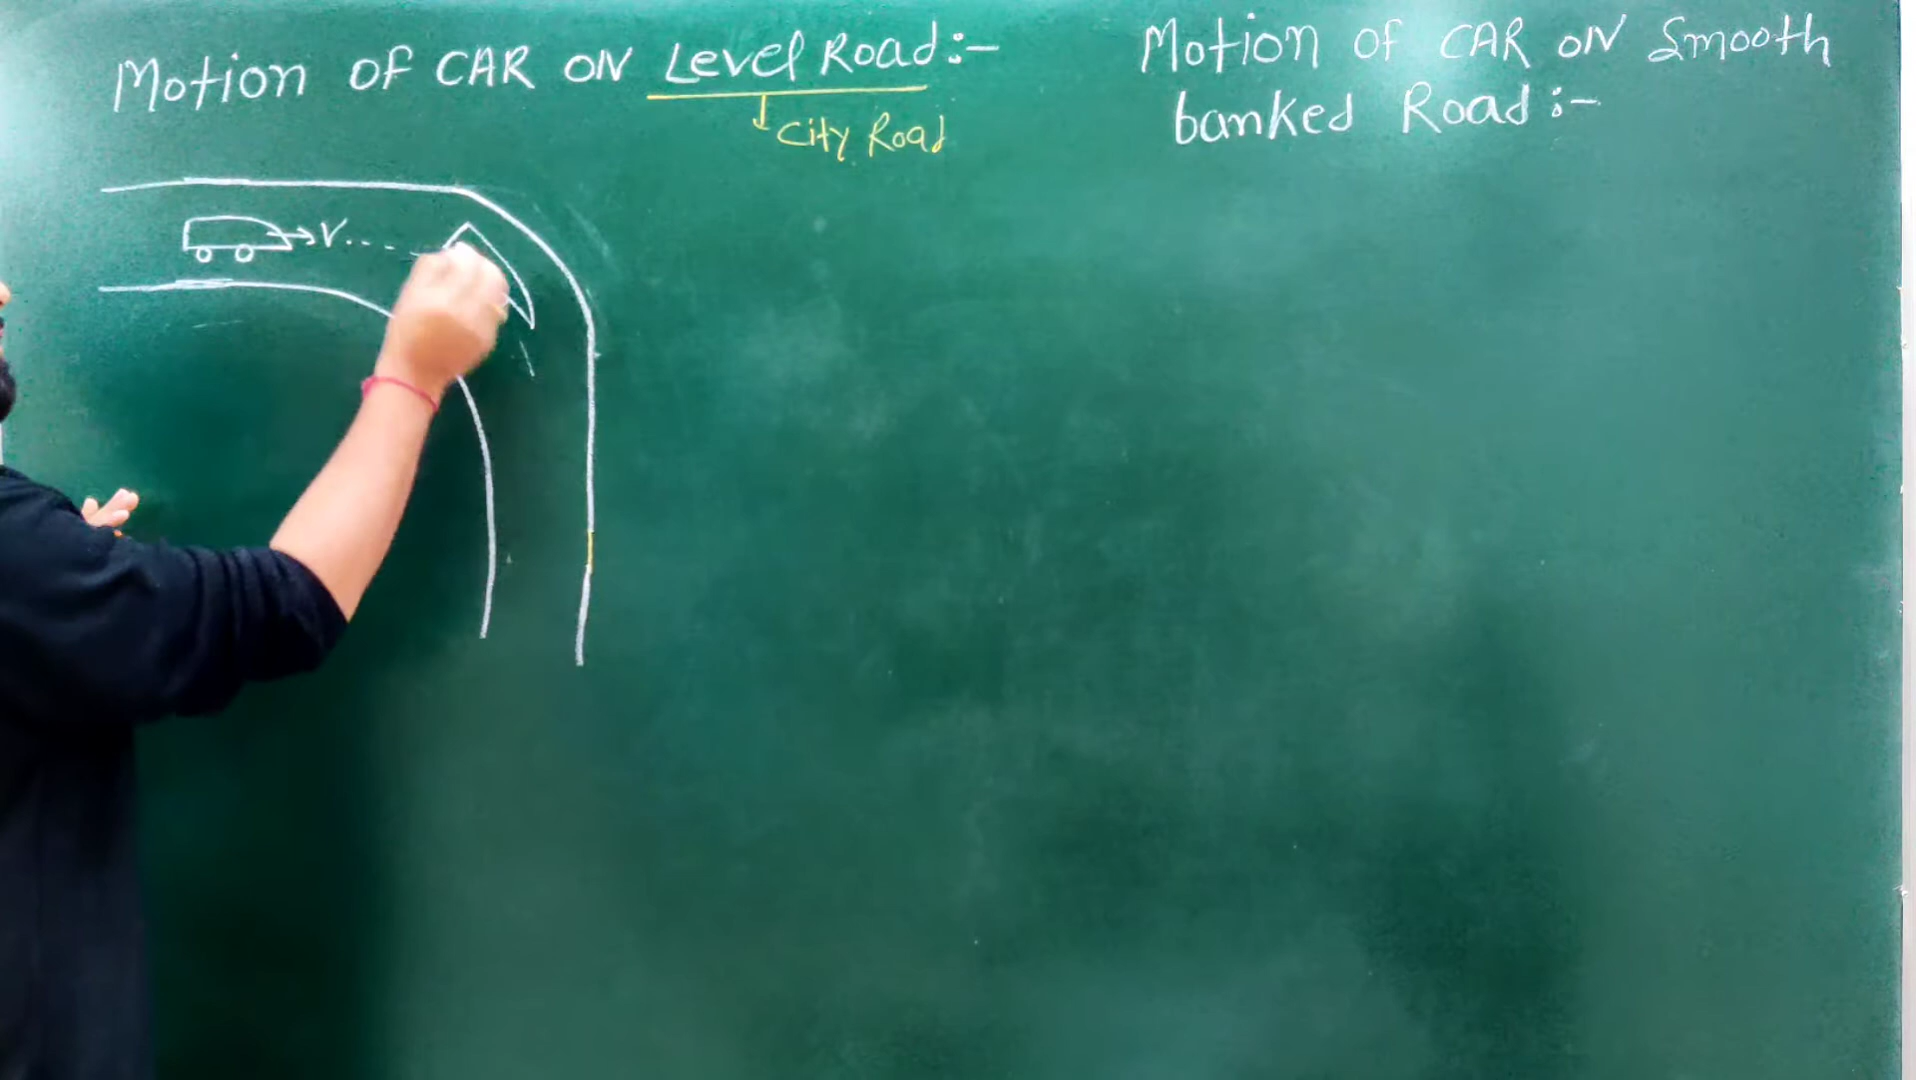 Motion OF CAR ON Level Road:-
City Road
V....
Motion OF CAR ON Smooth
banked Road:-